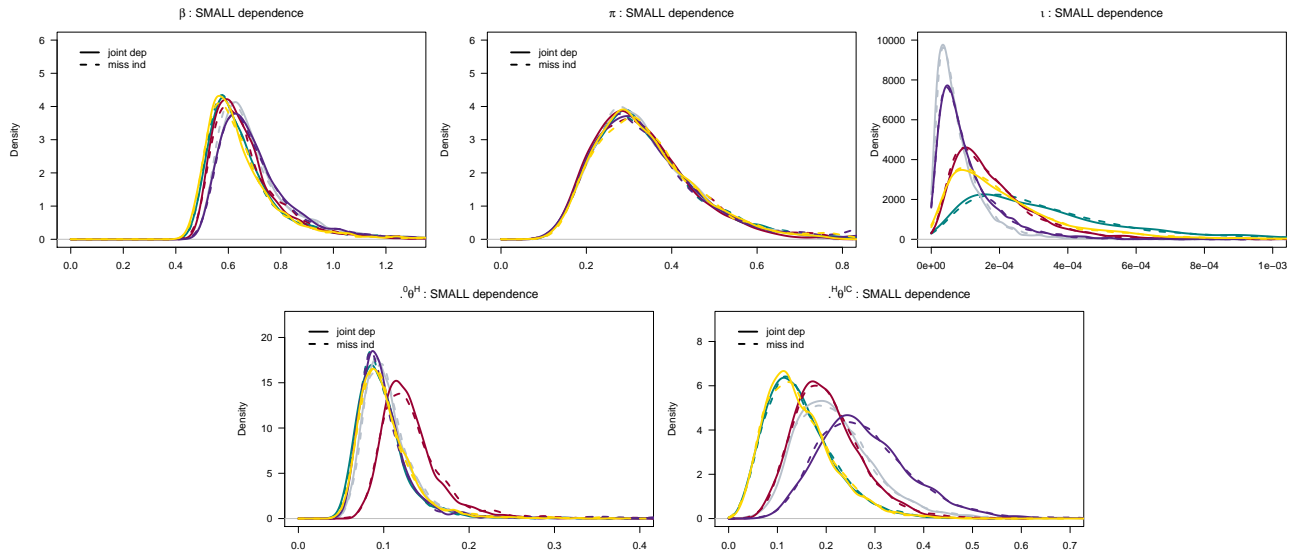 β : SMALL dependence
6
5
4
3
2
1
0
Density
joint dep
miss ind
0.0 0.2 0.4 0.6 0.8 1.0 1.2
π : SMALL dependence
6
5
4
3
2
1
0
Density
joint dep
miss ind
0.0 0.2 0.4 0.6 0.8
ι : SMALL dependence
10000
8000
6000
4000
2000
0
Density
joint dep
miss ind
0e+00 2e−04 4e−04 6e−04 8e−04 1e−03
.⁰θᴴ : SMALL dependence
20
15
10
5
0
Density
joint dep
miss ind
0.0 0.1 0.2 0.3 0.4
.ᴴθᴵᶜ : SMALL dependence
8
6
4
2
0
Density
joint dep
miss ind
0.0 0.1 0.2 0.3 0.4 0.5 0.6 0.7